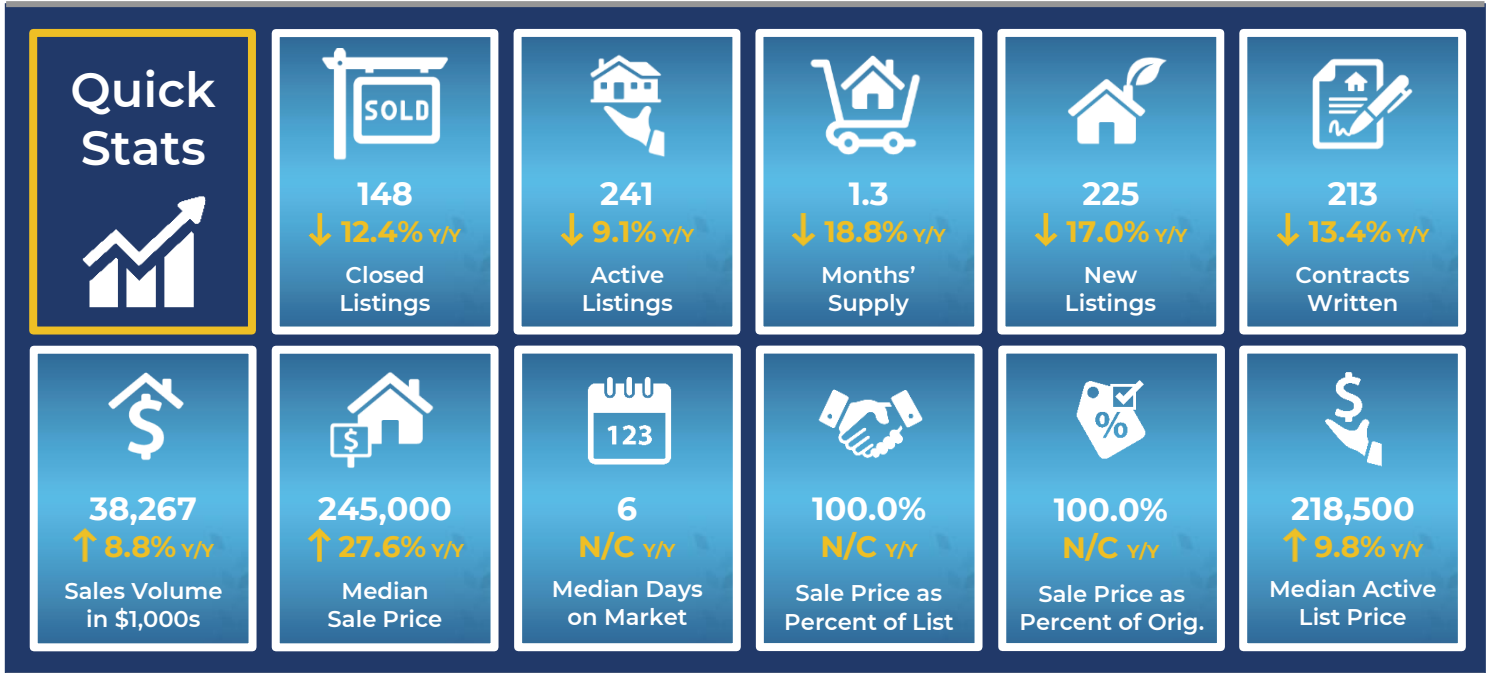 Quick
Stats
SOLD
148
↓ 12.4% Y/Y
Closed
Listings
241
↓ 9.1% Y/Y
Active
Listings
1.3
↓ 18.8% Y/Y
Months’
Supply
225
↓ 17.0% Y/Y
New
Listings
213
↓ 13.4% Y/Y
Contracts
Written
$
38,267
↑ 8.8% Y/Y
Sales Volume
in $1,000s
$
245,000
↑ 27.6% Y/Y
Median
Sale Price
123
6
N/C Y/Y
Median Days
on Market
100.0%
N/C Y/Y
Sale Price as
Percent of List
%
100.0%
N/C Y/Y
Sale Price as
Percent of Orig.
$
218,500
↑ 9.8% Y/Y
Median Active
List Price